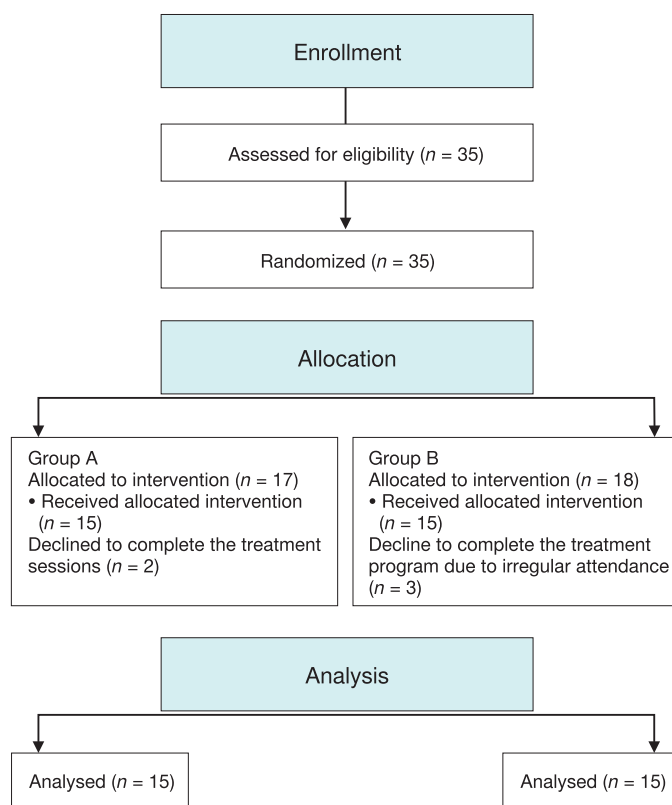 Enrollment
Assessed for eligibility (n = 35)
Randomized (n = 35)
Allocation
Group A
Allocated to intervention (n = 17)
• Received allocated intervention
(n = 15)
Declined to complete the treatment
sessions (n = 2)
Group B
Allocated to intervention (n = 18)
• Received allocated intervention
(n = 15)
Decline to complete the treatment
program due to irregular attendance
(n = 3)
Analysis
Analysed (n = 15)
Analysed (n = 15)